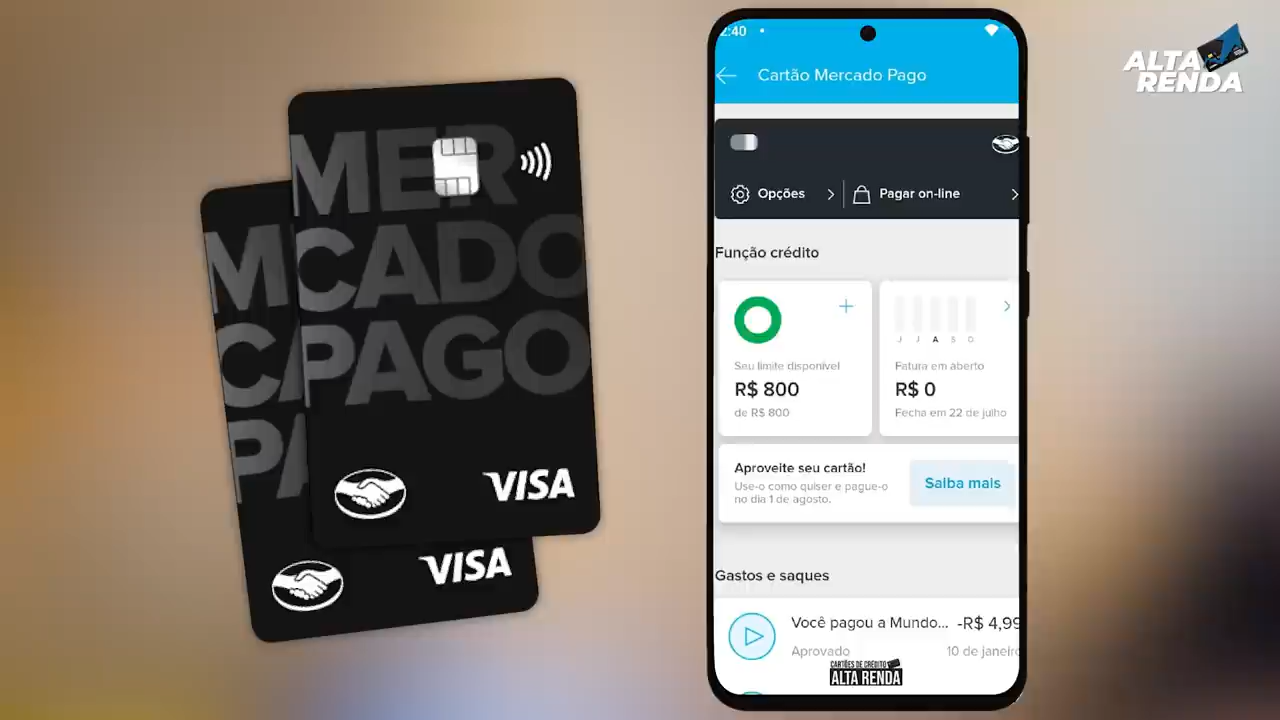 MER
CADO
PAGO
VISA
M
CA
PA
VISA
2:40
Cartão Mercado Pago
Opções
Pagar on-line
Função crédito
Seu limite disponível
R$ 800
de R$ 800
J J A S O
Fatura em aberto
R$ 0
Fecha em 22 de julho
Aproveite seu cartão!
Use-o como quiser e pague-o
no dia 1 de agosto.
Saiba mais
Gastos e saques
Você pagou a Mundo... -R$ 4,99
Aprovado 10 de janeiro
CARTÕES DE CRÉDITO
ALTA RENDA
ALTA
RENDA